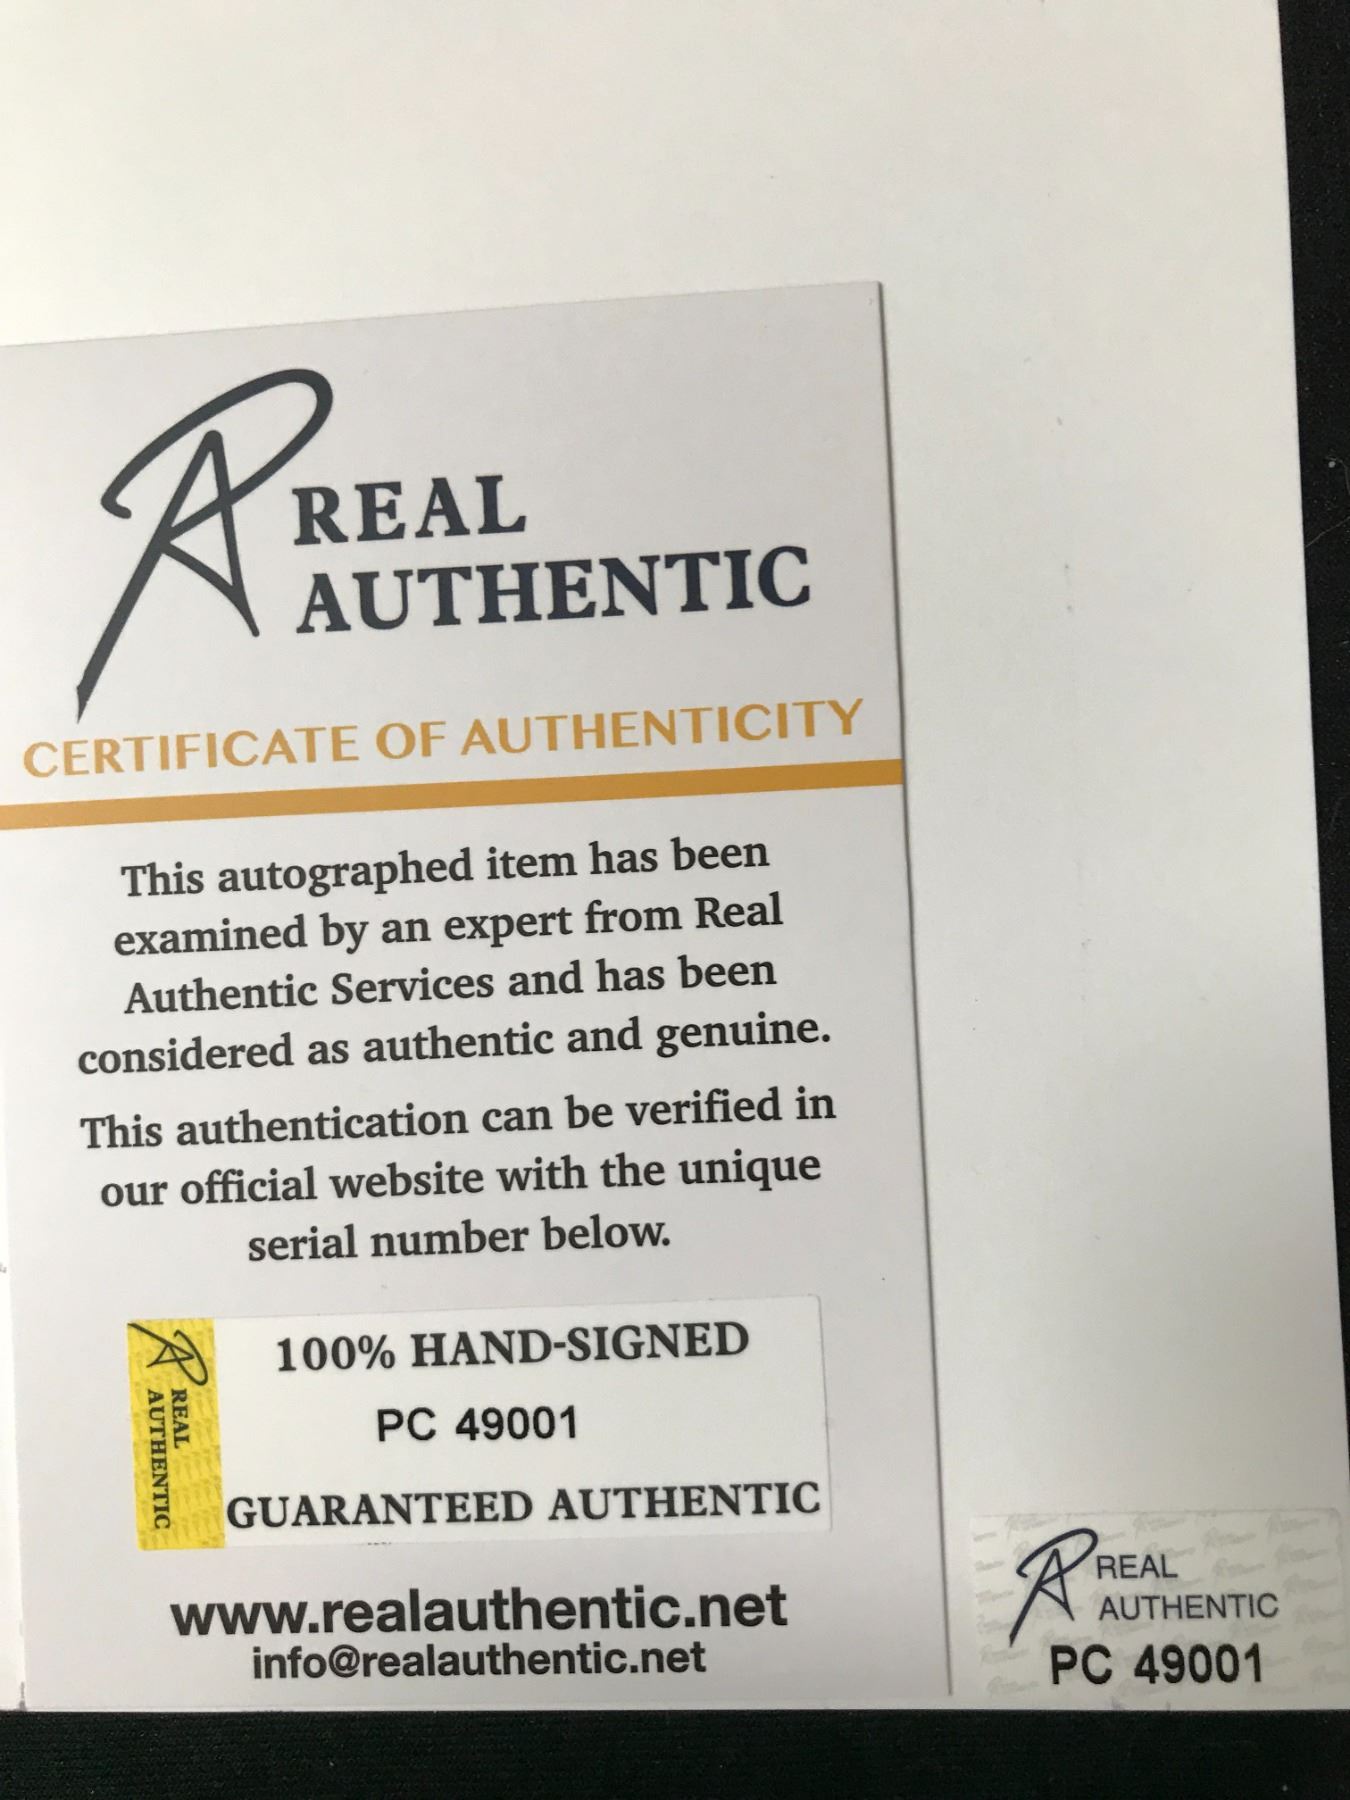 REAL
AUTHENTIC
CERTIFICATE OF AUTHENTICITY
This autographed item has been
examined by an expert from Real
Authentic Services and has been
considered as authentic and genuine.
This authentication can be verified in
our official website with the unique
serial number below.
REAL
AUTHENTIC
100% HAND-SIGNED
PC 49001
GUARANTEED AUTHENTIC
www.realauthentic.net
info@realauthentic.net
REAL
AUTHENTIC
PC 49001